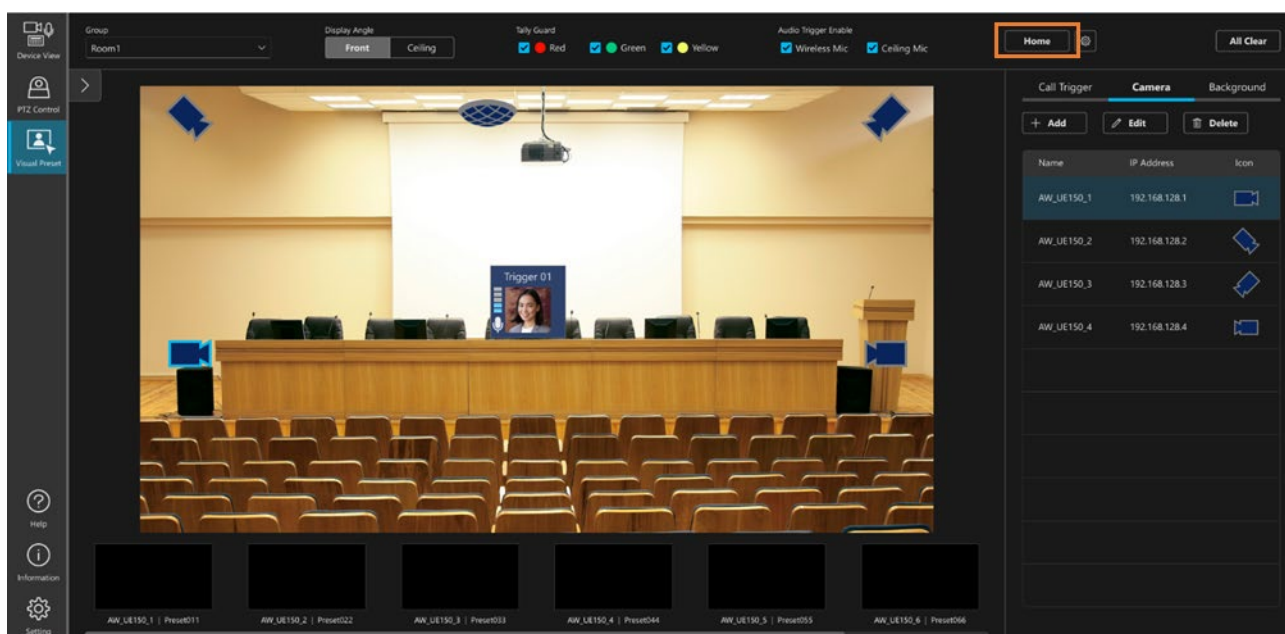 Device View
PTZ Control
Visual Preset
Help
Information
Setting
Group
Room1
Display Angle
Front Ceiling
Tally Guard
Red Green Yellow
Audio Trigger Enable
Wireless Mic Ceiling Mic
Home
All Clear
Trigger 01
AW_UE150_1 | Preset011
AW_UE150_2 | Preset022
AW_UE150_3 | Preset033
AW_UE150_4 | Preset044
AW_UE150_5 | Preset055
AW_UE150_6 | Preset066
Call Trigger Camera Background
+ Add Edit Delete
Name IP Address Icon
AW_UE150_1 192.168.128.1
AW_UE150_2 192.168.128.2
AW_UE150_3 192.168.128.3
AW_UE150_4 192.168.128.4